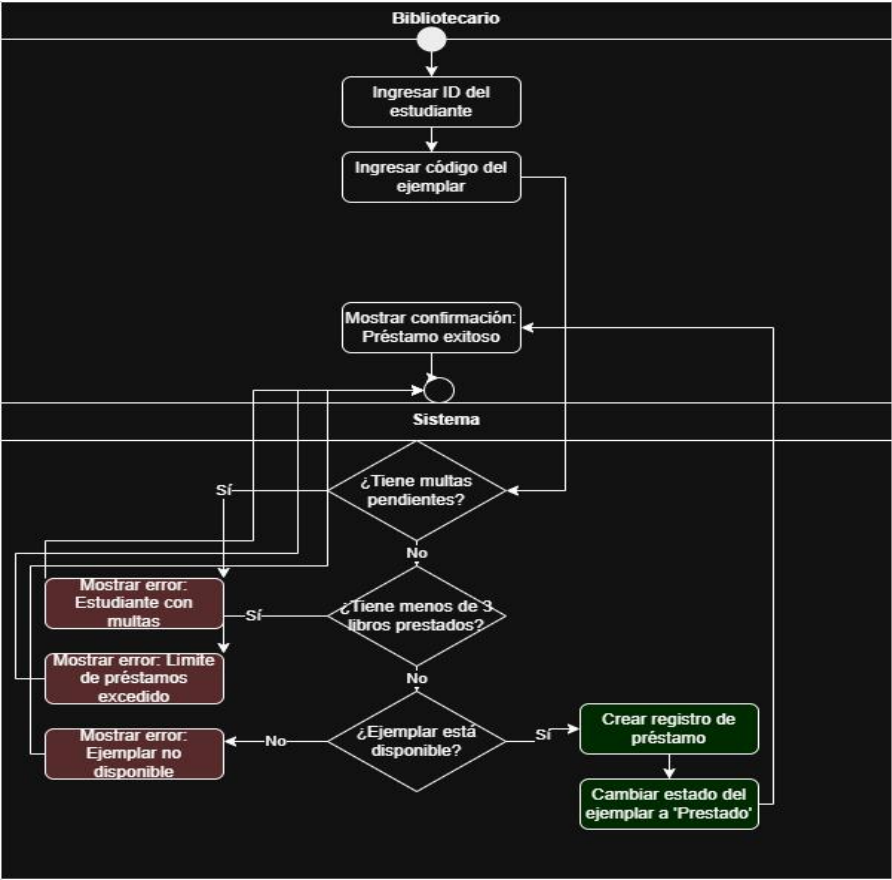 Bibliotecario
Ingresar ID del
estudiante
Ingresar código del
ejemplar
Mostrar confirmación:
Préstamo exitoso
Sistema
¿Tiene multas
pendientes?
Sí
No
Mostrar error:
Estudiante con
multas
Sí
¿Tiene menos de 3
libros prestados?
Mostrar error: Limite
de préstamos
excedido
No
Mostrar error:
Ejemplar no
disponible
No
¿Ejemplar está
disponible?
Sí
Crear registro de
préstamo
Cambiar estado del
ejemplar a 'Prestado'